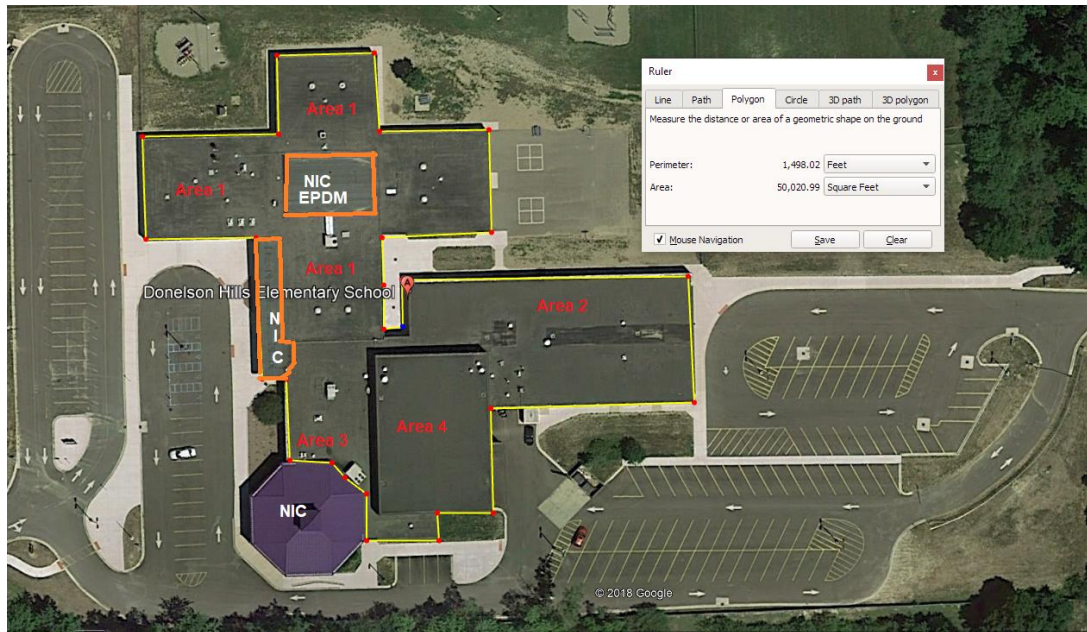 Ruler
x
Line Path Polygon Circle 3D path 3D polygon
Measure the distance or area of a geometric shape on the ground
Perimeter: 1,498.02 Feet
Area: 50,020.99 Square Feet
Mouse Navigation Save Clear
Area 1
NIC
EPDM
Area 1
Area 1
Donelson Hills Elementary School
A
Area 2
N
I
C
Area 4
Area 3
NIC
© 2018 Google